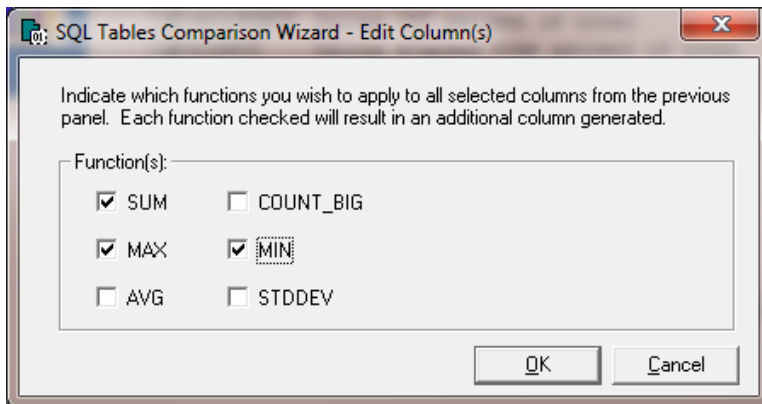 SQL Tables Comparison Wizard - Edit Column(s)
Indicate which functions you wish to apply to all selected columns from the previous
panel. Each function checked will result in an additional column generated.
Function(s):
SUM COUNT_BIG
MAX MIN
AVG STDDEV
OK Cancel